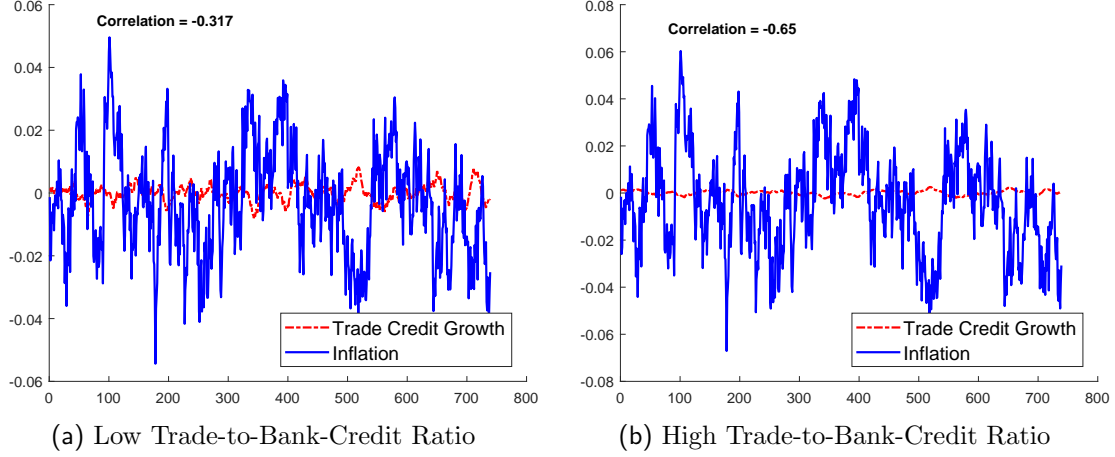 Correlation = -0.317
0.06
0.04
0.02
0
-0.02
-0.04
-0.06
0 100 200 300 400 500 600 700 800
Trade Credit Growth
Inflation
(a) Low Trade-to-Bank-Credit Ratio
Correlation = -0.65
0.08
0.06
0.04
0.02
0
-0.02
-0.04
-0.06
-0.08
0 100 200 300 400 500 600 700 800
Trade Credit Growth
Inflation
(b) High Trade-to-Bank-Credit Ratio